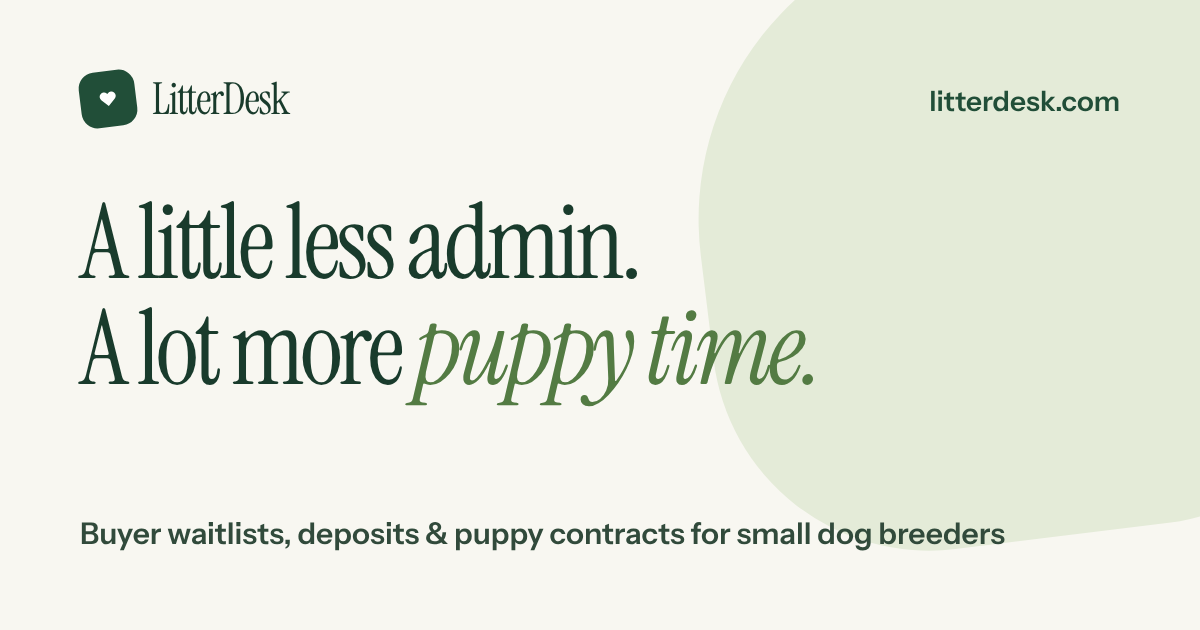 LitterDesk
litterdesk.com
A little less admin.
A lot more puppy time.
Buyer waitlists, deposits & puppy contracts for small dog breeders